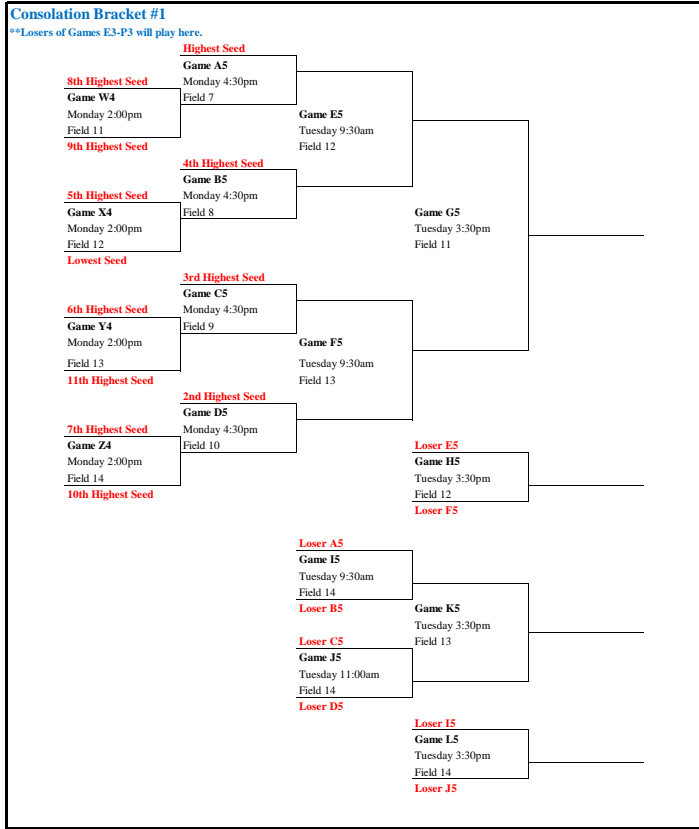 Consolation Bracket #1
**Losers of Games E3-P3 will play here.
Highest Seed
Game A5
Monday 4:30pm
Field 7
8th Highest Seed
Game W4
Monday 2:00pm
Field 11
9th Highest Seed
Game E5
Tuesday 9:30am
Field 12
4th Highest Seed
Game B5
Monday 4:30pm
Field 8
5th Highest Seed
Game X4
Monday 2:00pm
Field 12
Lowest Seed
Game G5
Tuesday 3:30pm
Field 11
3rd Highest Seed
Game C5
Monday 4:30pm
Field 9
6th Highest Seed
Game Y4
Monday 2:00pm
Field 13
11th Highest Seed
Game F5
Tuesday 9:30am
Field 13
2nd Highest Seed
Game D5
Monday 4:30pm
Field 10
7th Highest Seed
Game Z4
Monday 2:00pm
Field 14
10th Highest Seed
Loser E5
Game H5
Tuesday 3:30pm
Field 12
Loser F5
Loser A5
Game I5
Tuesday 9:30am
Field 14
Loser B5
Game K5
Tuesday 3:30pm
Field 13
Loser C5
Game J5
Tuesday 11:00am
Field 14
Loser D5
Loser I5
Game L5
Tuesday 3:30pm
Field 14
Loser J5